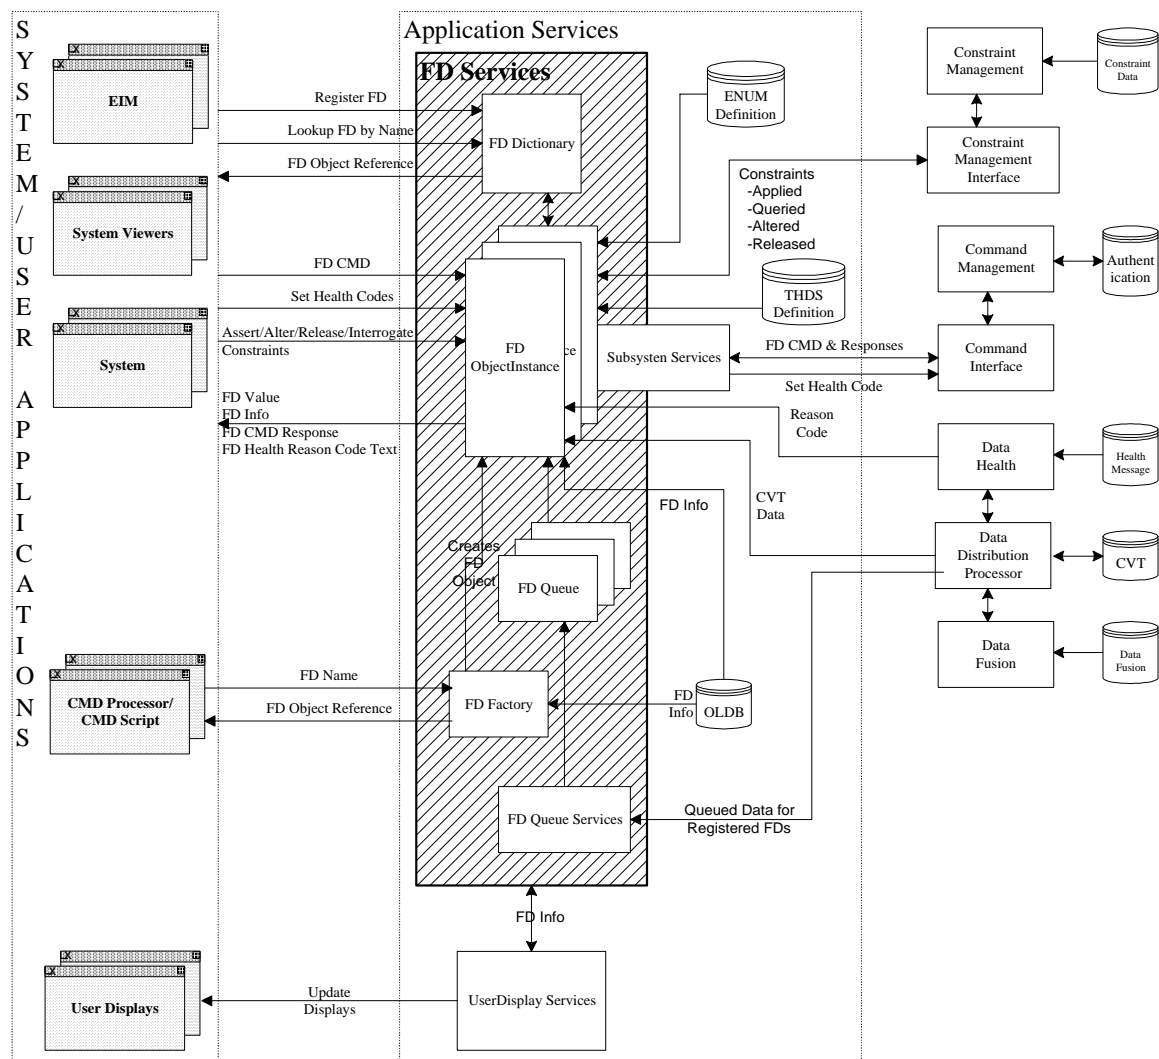 SYSTEM/USER APPLICATIONS
Application Services
FD Services
EIM
System Viewers
System
CMD Processor/
CMD Script
User Displays
Register FD
Lookup FD by Name
FD Object Reference
FD CMD
Set Health Codes
Assert/Alter/Release/Interrogate
Constraints
FD Value
FD Info
FD CMD Response
FD Health Reason Code Text
FD Name
FD Object Reference
Update
Displays
FD Dictionary
FD
ObjectInstance
ce
Subsysten Services
Creates
FD
Object
FD Queue
FD Factory
FD Queue Services
FD Info
UserDisplay Services
ENUM
Definition
Constraints
-Applied
-Queried
-Altered
-Released
THDS
Definition
FD CMD & Responses
Set Health Code
Reason
Code
FD Info
CVT
Data
FD
Info
OLDB
Queued Data for
Registered FDs
Constraint
Management
Constraint
Data
Constraint
Management
Interface
Command
Management
Authent
ication
Command
Interface
Data
Health
Health
Message
Data
Distribution
Processor
CVT
Data
Fusion
Data
Fusion